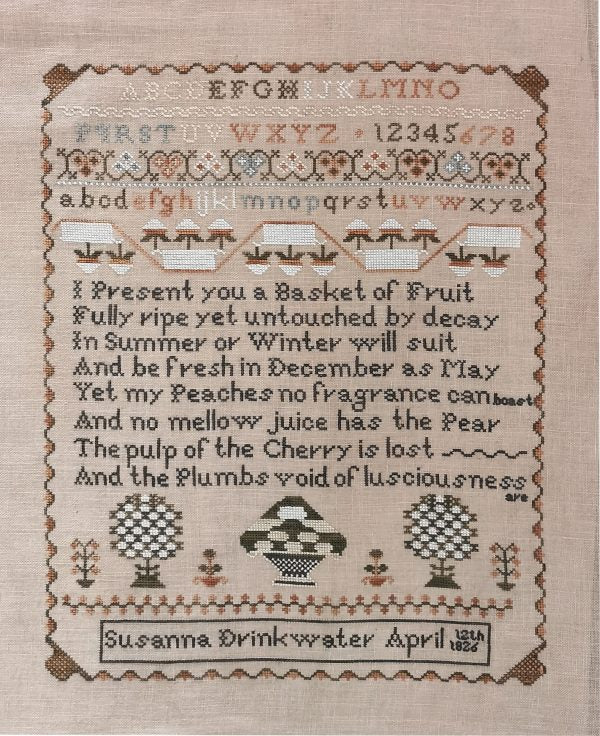 ABCDEFGHIJKLMNO
PQRSTUVWXYZ 12345678
abcdefghijklmnopqrstuvwxyz
I Present you a Basket of Fruit
Fully ripe yet untouched by decay
In Summer or Winter will suit
And be fresh in December as May
Yet my Peaches no fragrance can boast
And no mellow juice has the Pear
The pulp of the Cherry is lost
And the Plumbs void of lusciousness are
Susanna Drinkwater April 12th 1826